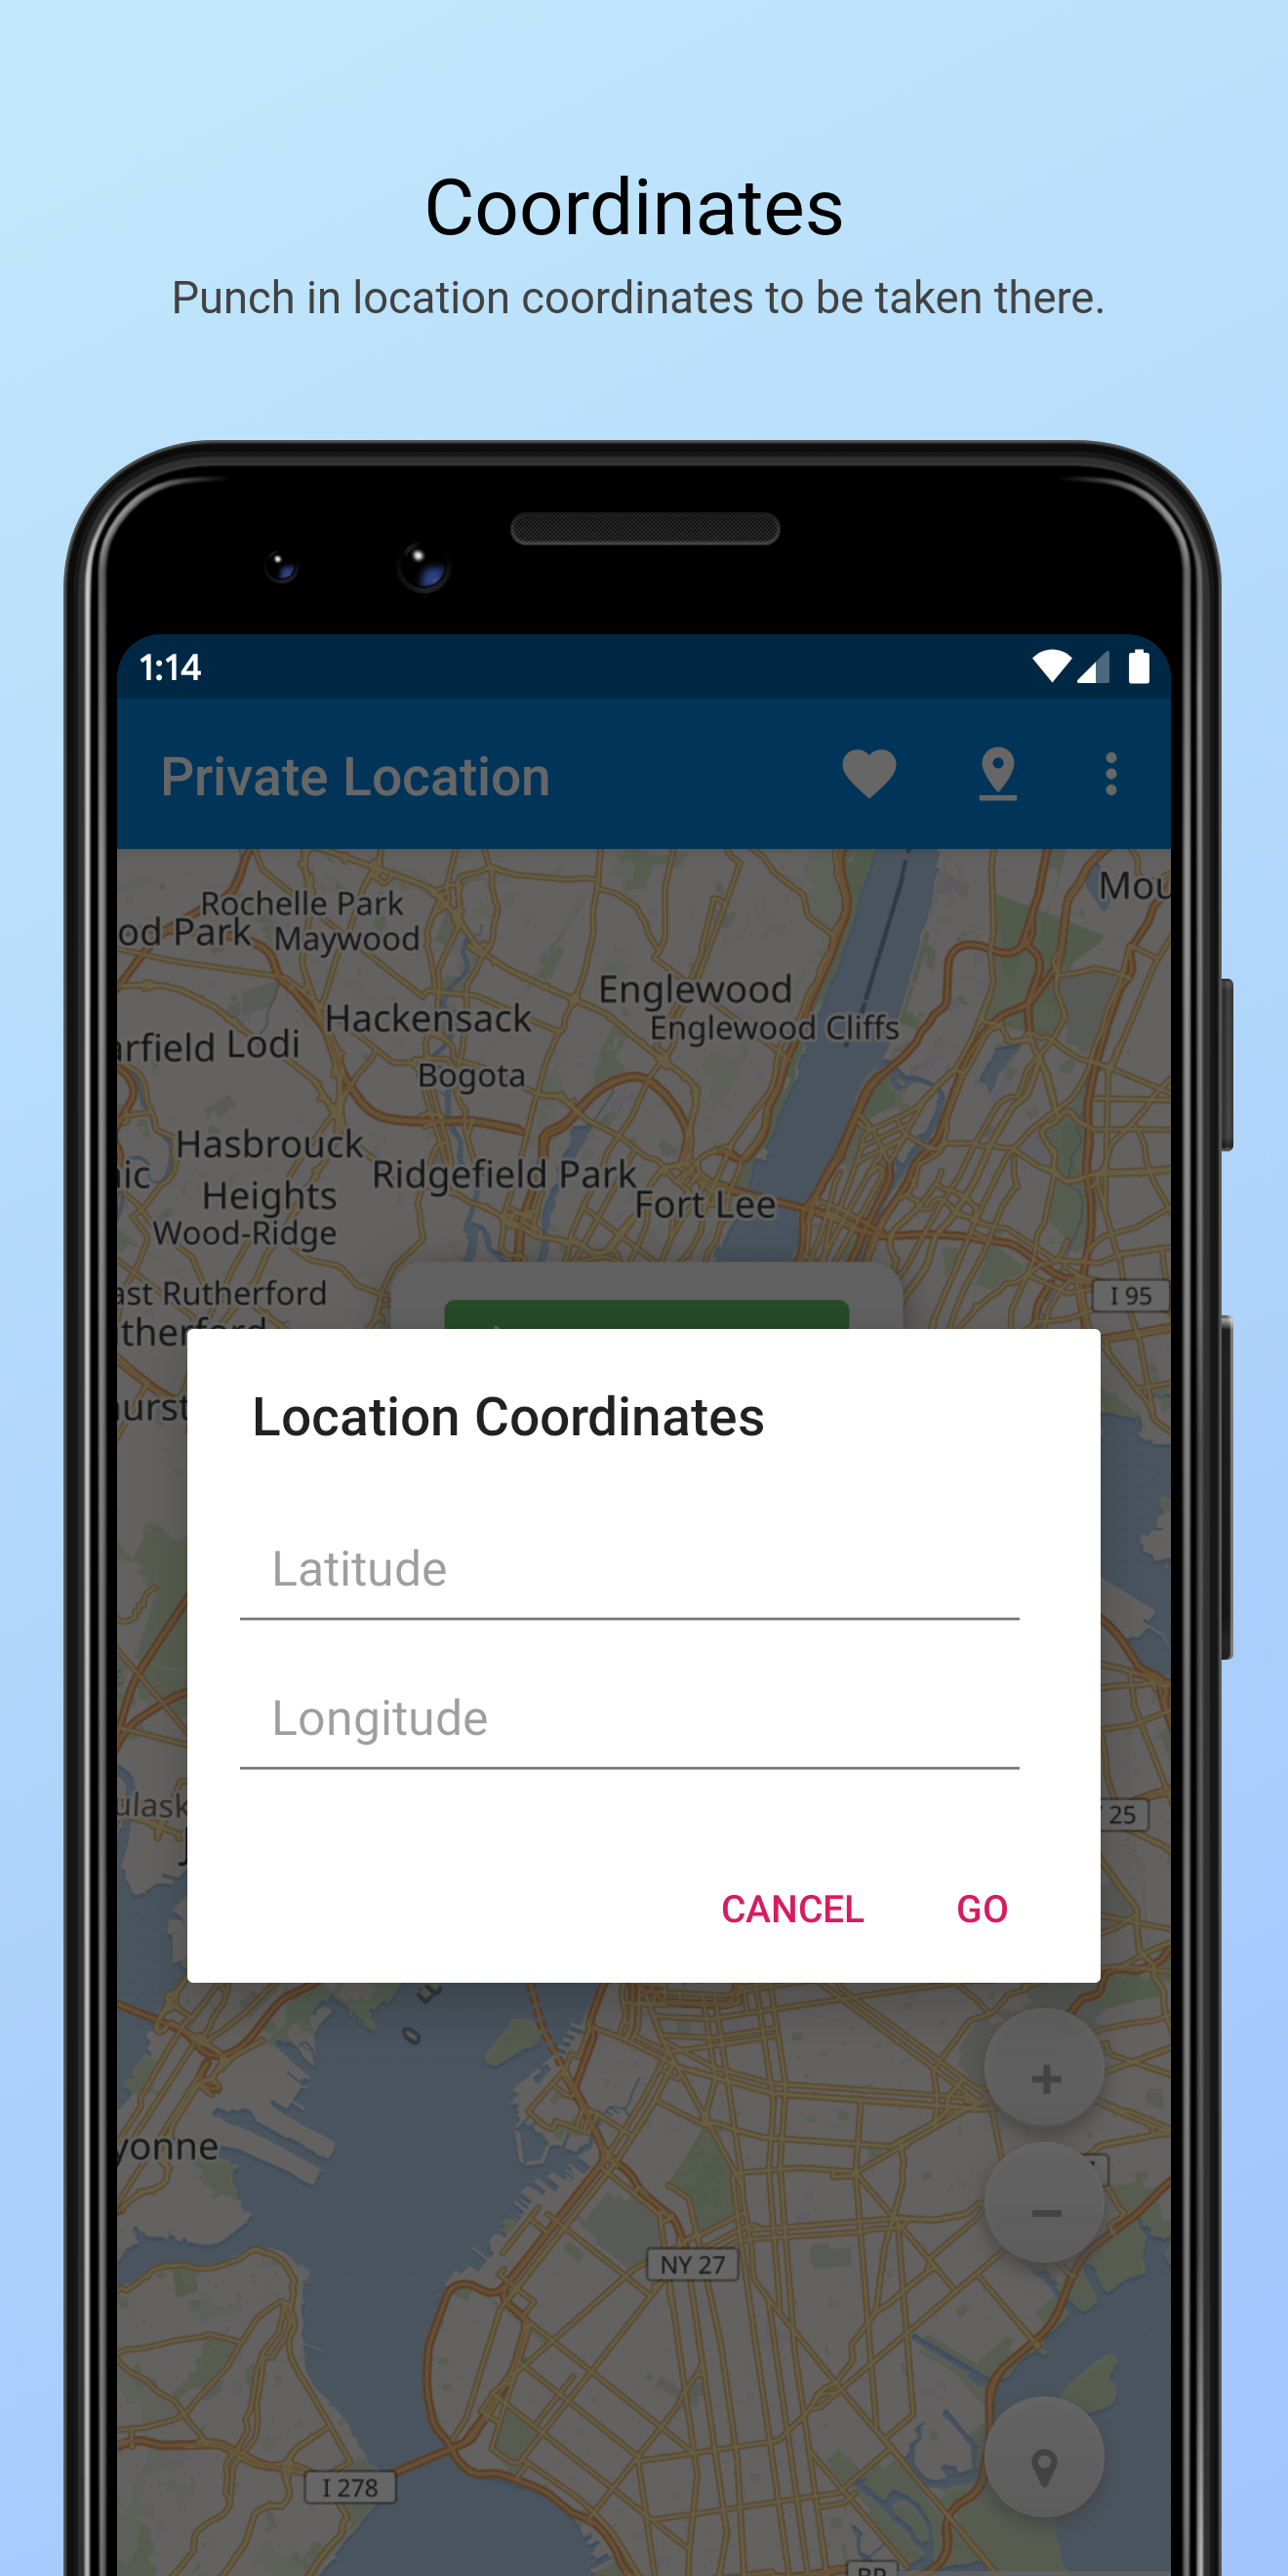 Coordinates
Punch in location coordinates to be taken there.
1:14
Private Location
Mou
Rochelle Park
od Park
Maywood
Englewood
Hackensack
Englewood Cliffs
arfield
Lodi
Bogota
Hasbrouck
Heights
ic
Ridgefield Park
Fort Lee
Wood-Ridge
ast Rutherford
I 95
therford
urst
Location Coordinates
Latitude
Longitude
25
ulask
J
CANCEL
GO
yonne
NY 27
I 278